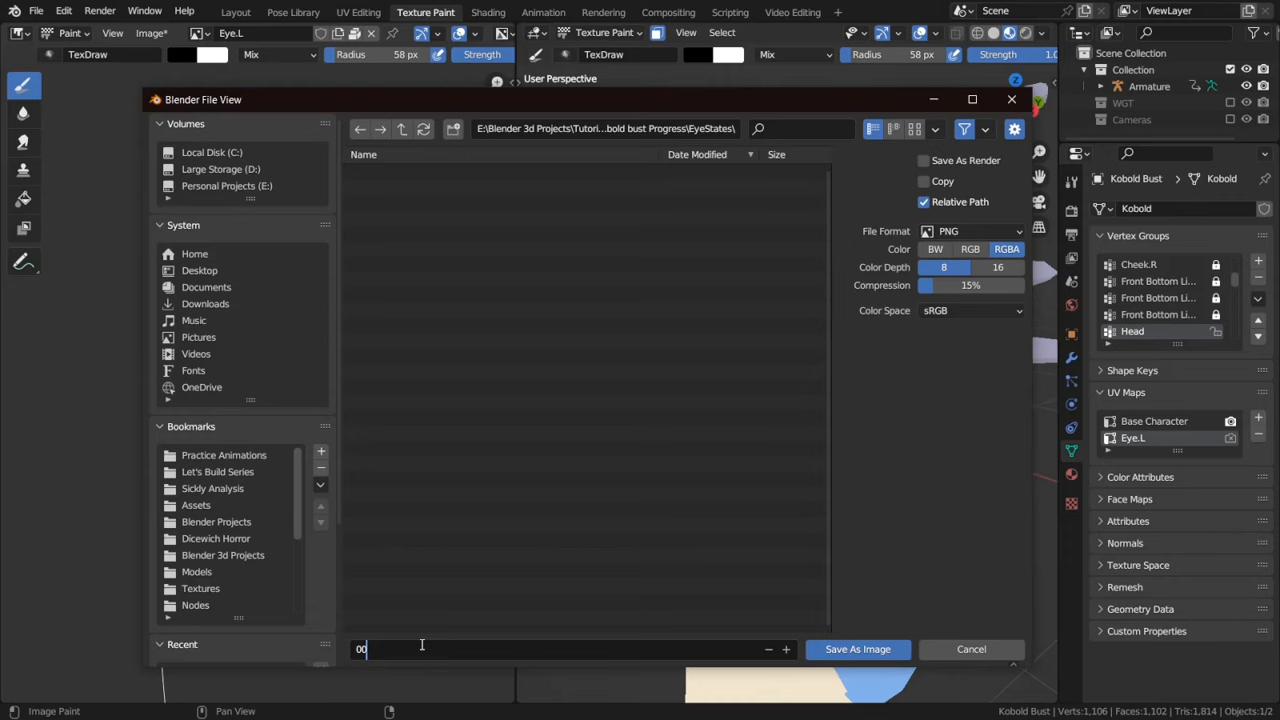 File Edit Render Window Help Layout Pose Library UV Editing Texture Paint Shading Animation Rendering Compositing Scripting Video Editing + Scene ViewLayer
Paint View Image* Eye.L Texture Paint View Select
TextDraw Mix Radius 58 px Strength TextDraw Mix Radius 58 px Strength 1.0
User Perspective
Z
Y
Scene Collection
Collection
Armature
WGT
Cameras
Blender File View
Volumes
Local Disk (C:)
Large Storage (D:)
Personal Projects (E:)
System
Home
Desktop
Documents
Downloads
Music
Pictures
Videos
Fonts
OneDrive
Bookmarks
Practice Animations
Let's Build Series
Sickly Analysis
Assets
Blender Projects
Dicewich Horror
Blender 3d Projects
Models
Textures
Nodes
Recent
E:\Blender 3d Projects\Tutori...bold bust Progress\EyeStates\
Name Date Modified Size
00
Save As Image Cancel
Save As Render
Copy
Relative Path
File Format PNG
Color BW RGB RGBA
Color Depth 8 16
Compression 15%
Color Space sRGB
Kobold Bust Kobold
Kobold
Vertex Groups
Cheek.R
Front Bottom Li...
Front Bottom Li...
Front Bottom Li...
Head
Shape Keys
UV Maps
Base Character
Eye.L
Color Attributes
Face Maps
Attributes
Normals
Texture Space
Remesh
Geometry Data
Custom Properties
Image Paint Pan View Kobold Bust | Verts:1,106 | Faces:1,102 | Tris:1,814 | Objects:1/2